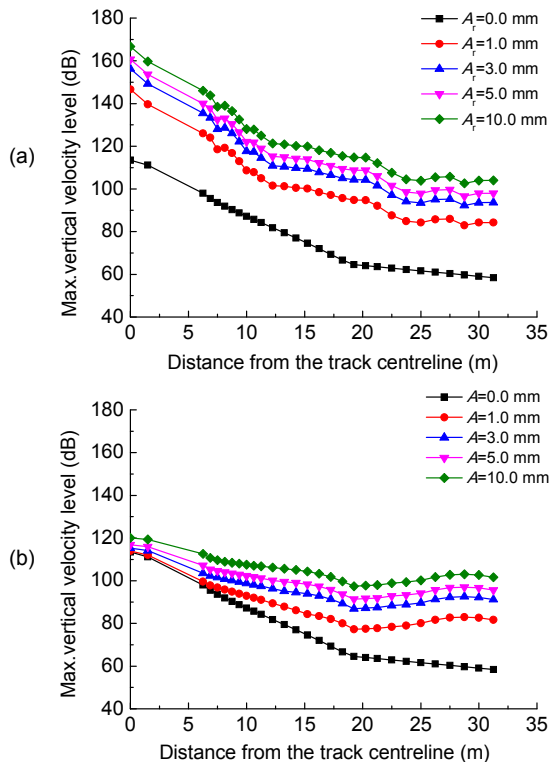 180
160
140
120
100
80
60
40
0
5
10
15
20
25
30
35
Max.vertical velocity level (dB)
Distance from the track centreline (m)
(a)
Ar=0.0 mm
Ar=1.0 mm
Ar=3.0 mm
Ar=5.0 mm
Ar=10.0 mm
180
160
140
120
100
80
60
40
0
5
10
15
20
25
30
35
Max.vertical velocity level (dB)
Distance from the track centreline (m)
(b)
A=0.0 mm
A=1.0 mm
A=3.0 mm
A=5.0 mm
A=10.0 mm